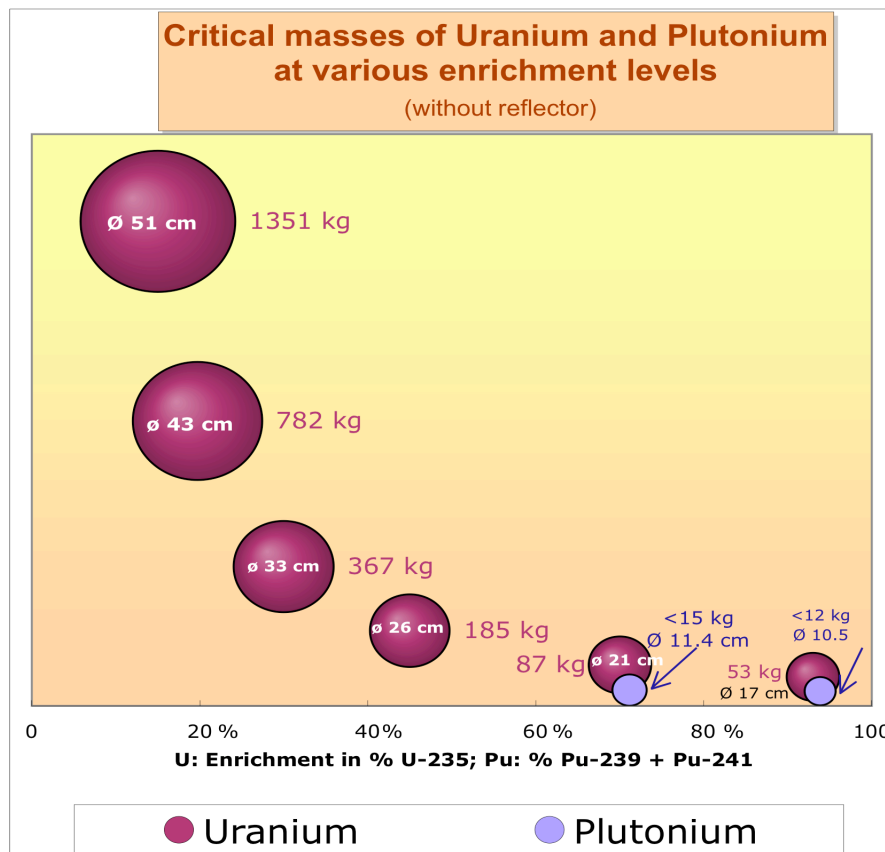 Critical masses of Uranium and Plutonium
at various enrichment levels
(without reflector)
Ø 51 cm
1351 kg
ø 43 cm
782 kg
ø 33 cm
367 kg
ø 26 cm
185 kg
87 kg
ø 21 cm
<15 kg
Ø 11.4 cm
<12 kg
Ø 10.5
53 kg
Ø 17 cm
0 20 % 40 % 60 % 80 % 100
U: Enrichment in % U-235; Pu: % Pu-239 + Pu-241
Uranium Plutonium